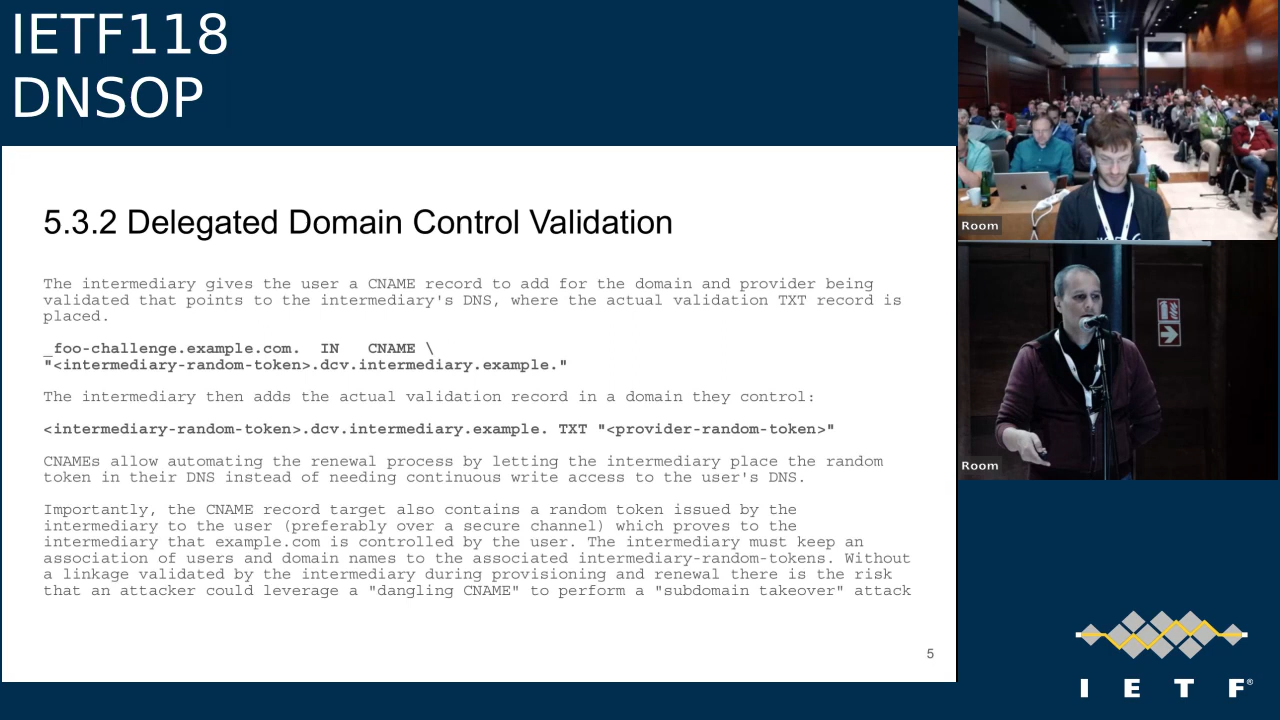 IETF118
DNSOP
5.3.2 Delegated Domain Control Validation
The intermediary gives the user a CNAME record to add for the domain and provider being
validated that points to the intermediary's DNS, where the actual validation TXT record is
placed.
_foo-challenge.example.com.  IN   CNAME \
"<intermediary-random-token>.dcv.intermediary.example."
The intermediary then adds the actual validation record in a domain they control:
<intermediary-random-token>.dcv.intermediary.example. TXT "<provider-random-token>"
CNAMEs allow automating the renewal process by letting the intermediary place the random
token in their DNS instead of needing continuous write access to the user's DNS.
Importantly, the CNAME record target also contains a random token issued by the
intermediary to the user (preferably over a secure channel) which proves to the
intermediary that example.com is controlled by the user. The intermediary must keep an
association of users and domain names to the associated intermediary-random-tokens. Without
a linkage validated by the intermediary during provisioning and renewal there is the risk
that an attacker could leverage a "dangling CNAME" to perform a "subdomain takeover" attack
5
Room
Room
I E T F®